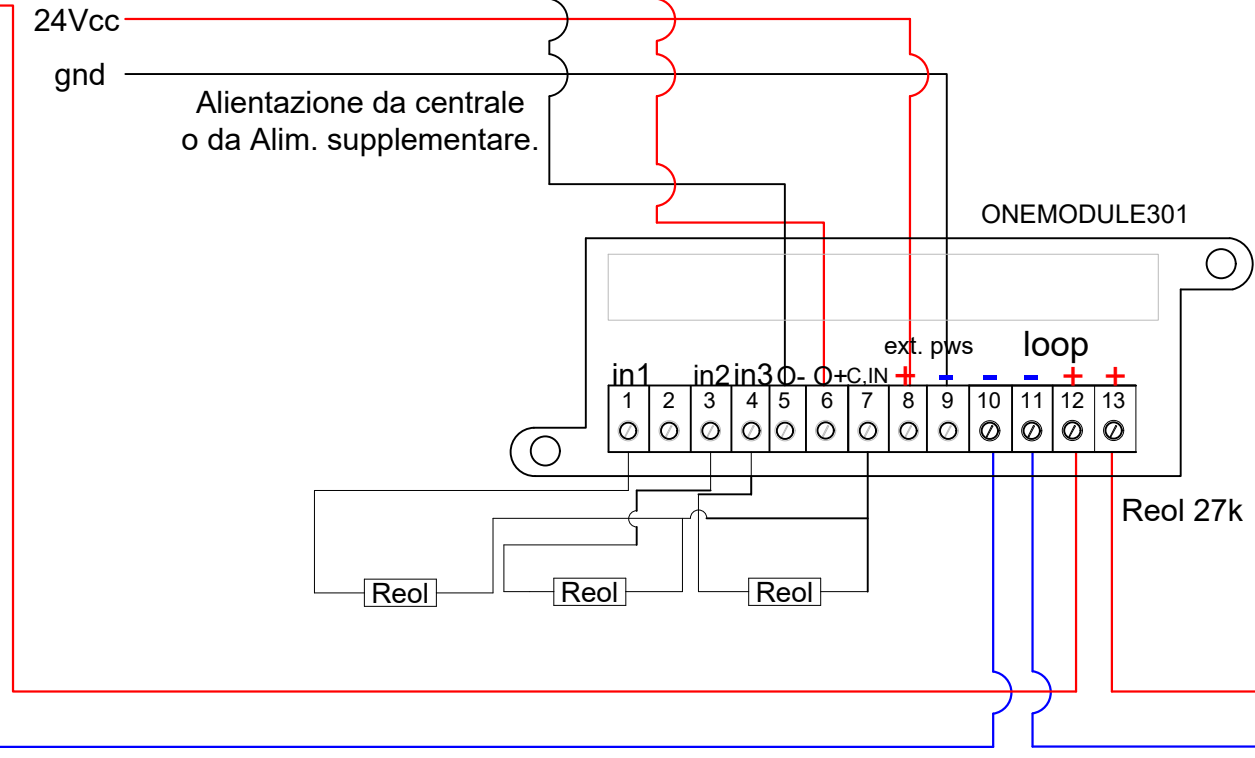 24Vcc
gnd
Alientazione da centrale
o da Alim. supplementare.
ONEMODULE301
ext. pws
loop
in1 in2 in3 O- O+ C,IN + - - - + +
1 2 3 4 5 6 7 8 9 10 11 12 13
Reol 27k
Reol Reol Reol